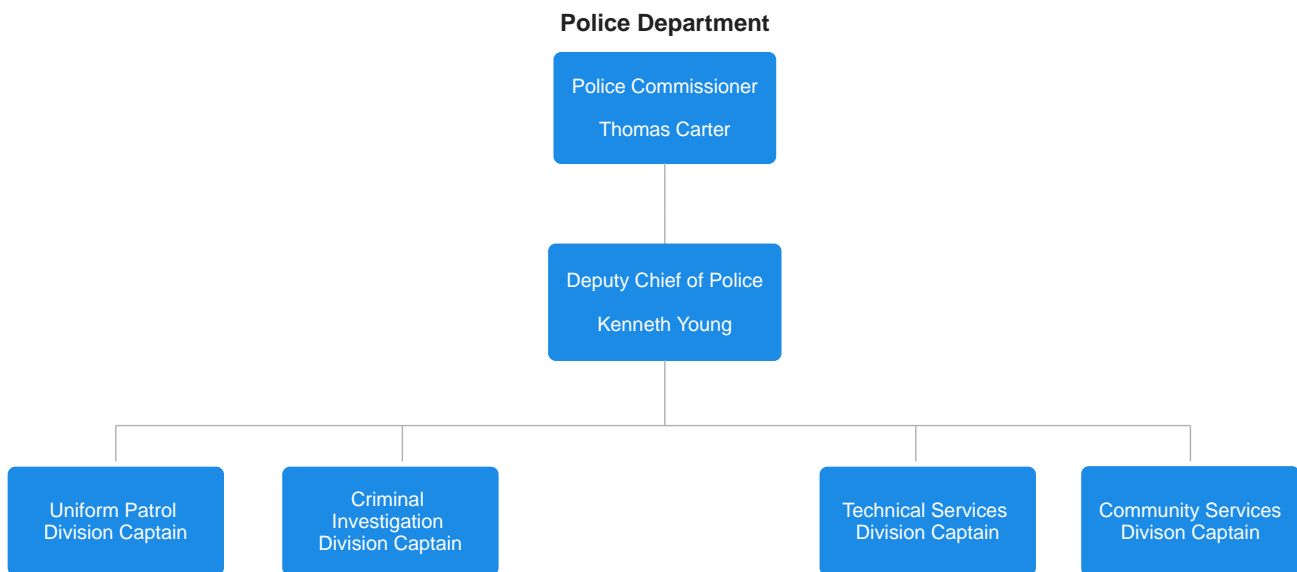 Police Department
Police Commissioner
Thomas Carter
Deputy Chief of Police
Kenneth Young
Uniform Patrol
Division Captain
Criminal
Investigation
Division Captain
Technical Services
Division Captain
Community Services
Divison Captain